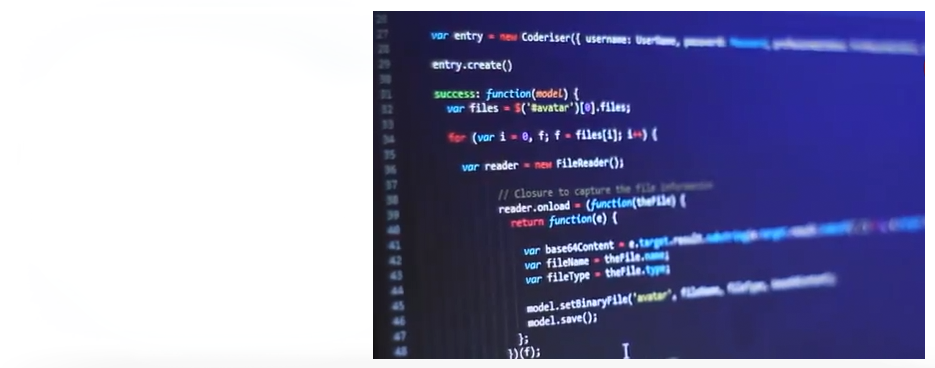 27 var entry = new Coderiser({ username: UserName, password:
28
29 entry.create()
30
31 success: function(model) {
32 var files = $('#avatar')[0].files;
33
34 for (var i = 0, f; f = files[i]; i++) {
35
36 var reader = new FileReader();
37
38 // Closure to capture the file information
39 reader.onload = (function(theFile) {
40 return function(e) {
41
42 var base64Content = e.target.result.
43 var fileName = theFile.name;
44 var fileType = theFile.type;
45
46 model.setBinaryFile('avatar', fileName, fileType,
47 model.save();
48 };
})(f);